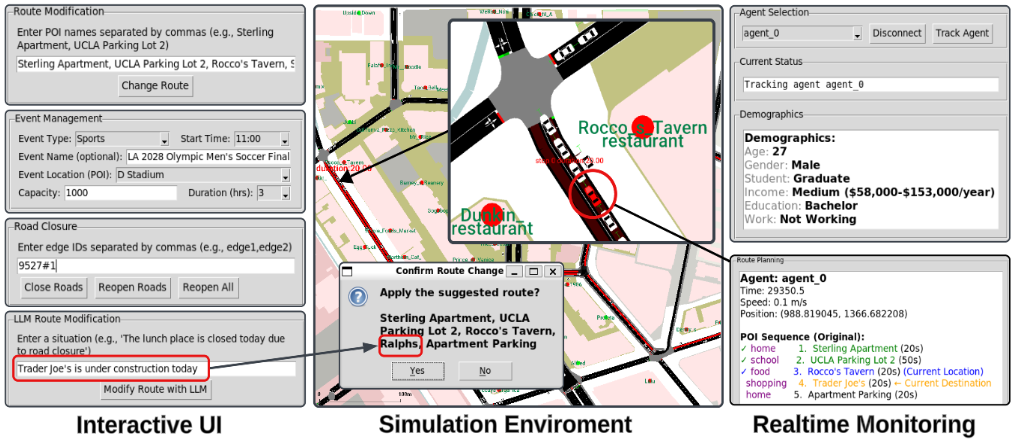 Route Modification
Enter POI names separated by commas (e.g., Sterling
Apartment, UCLA Parking Lot 2)
Sterling Apartment, UCLA Parking Lot 2, Rocco's Tavern, S
Change Route
Event Management
Event Type: Sports Start Time: 11:00
Event Name (optional): LA 2028 Olympic Men's Soccer Final
Event Location (POI): D Stadium
Capacity: 1000 Duration (hrs): 3
Road Closure
Enter edge IDs separated by commas (e.g., edge1,edge2)
9527#1
Close Roads Reopen Roads Reopen All
LLM Route Modification
Enter a situation (e.g., 'The lunch place is closed today due
to road closure')
Trader Joe's is under construction today
Modify Route with LLM
Interactive UI
Rocco_s_Tavern
restaurant
Dunkin_
restaurant
duration:20.00
Confirm Route Change
Apply the suggested route?
Sterling Apartment, UCLA
Parking Lot 2, Rocco's Tavern,
Ralphs, Apartment Parking
Yes No
Simulation Enviroment
Agent Selection
agent_0 Disconnect Track Agent
Current Status
Tracking agent agent_0
Demographics
Demographics:
Age: 27
Gender: Male
Student: Graduate
Income: Medium ($58,000-$153,000/year)
Education: Bachelor
Work: Not Working
Route Planning
Agent: agent_0
Time: 29350.5
Speed: 0.1 m/s
Position: (988.819045, 1366.682208)
POI Sequence (Original):
✓ home 1. Sterling Apartment (20s)
✓ school 2. UCLA Parking Lot 2 (50s)
✓ food 3. Rocco's Tavern (20s) (Current Location)
shopping 4. Trader Joe's (20s) ← Current Destination
home 5. Apartment Parking (20s)
Realtime Monitoring